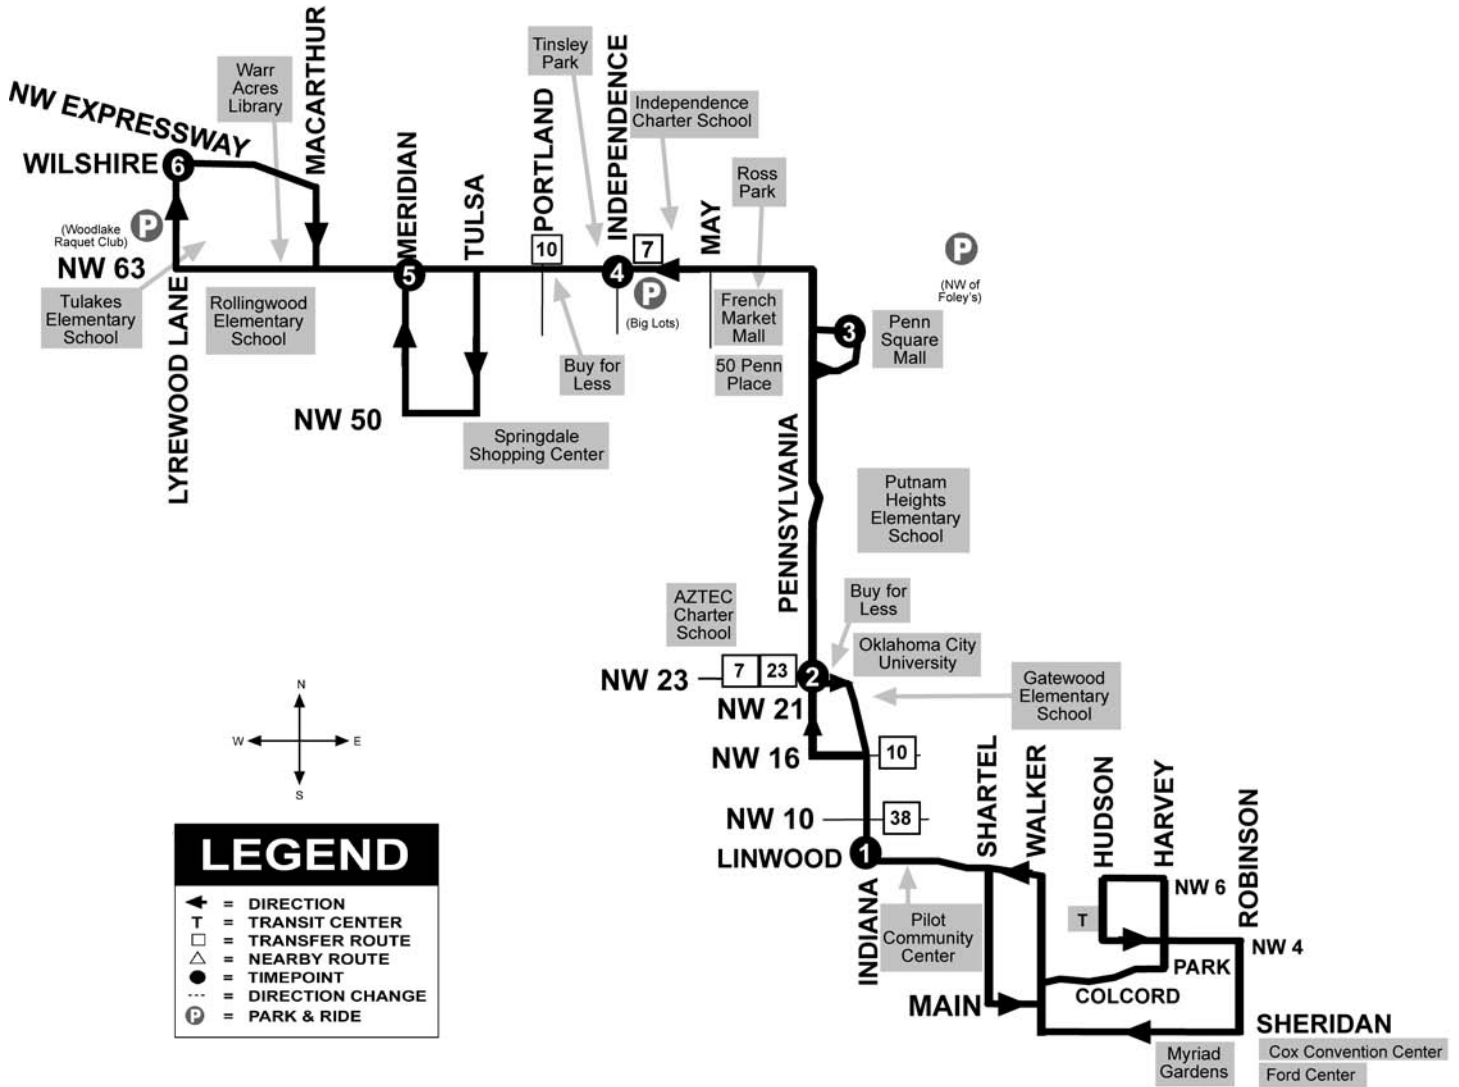 NW EXPRESSWAY
WILSHIRE
6
Warr
Acres
Library
MACARTHUR
MERIDIAN
TULSA
PORTLAND
Tinsley
Park
INDEPENDENCE
Independence
Charter School
MAY
Ross
Park
P
(NW of
Foley's)
(Woodlake
Raquet Club)
P
NW 63
5
10
4
7
P
(Big Lots)
Tulakes
Elementary
School
LYREWOOD LANE
Rollingwood
Elementary
School
NW 50
Springdale
Shopping Center
Buy for
Less
French
Market
Mall
50 Penn
Place
3
Penn
Square
Mall
PENNSYLVANIA
Putnam
Heights
Elementary
School
AZTEC
Charter
School
Buy for
Less
Oklahoma City
University
NW 23
7
23
2
Gatewood
Elementary
School
NW 21
NW 16
10
NW 10
38
LINWOOD
1
INDIANA
Pilot
Community
Center
SHARTEL
WALKER
HUDSON
HARVEY
ROBINSON
NW 6
T
NW 4
PARK
COLCORD
MAIN
SHERIDAN
Myriad
Gardens
Cox Convention Center
Ford Center
N
W
E
S
LEGEND
= DIRECTION
T = TRANSIT CENTER
= TRANSFER ROUTE
= NEARBY ROUTE
= TIMEPOINT
--- = DIRECTION CHANGE
P = PARK & RIDE